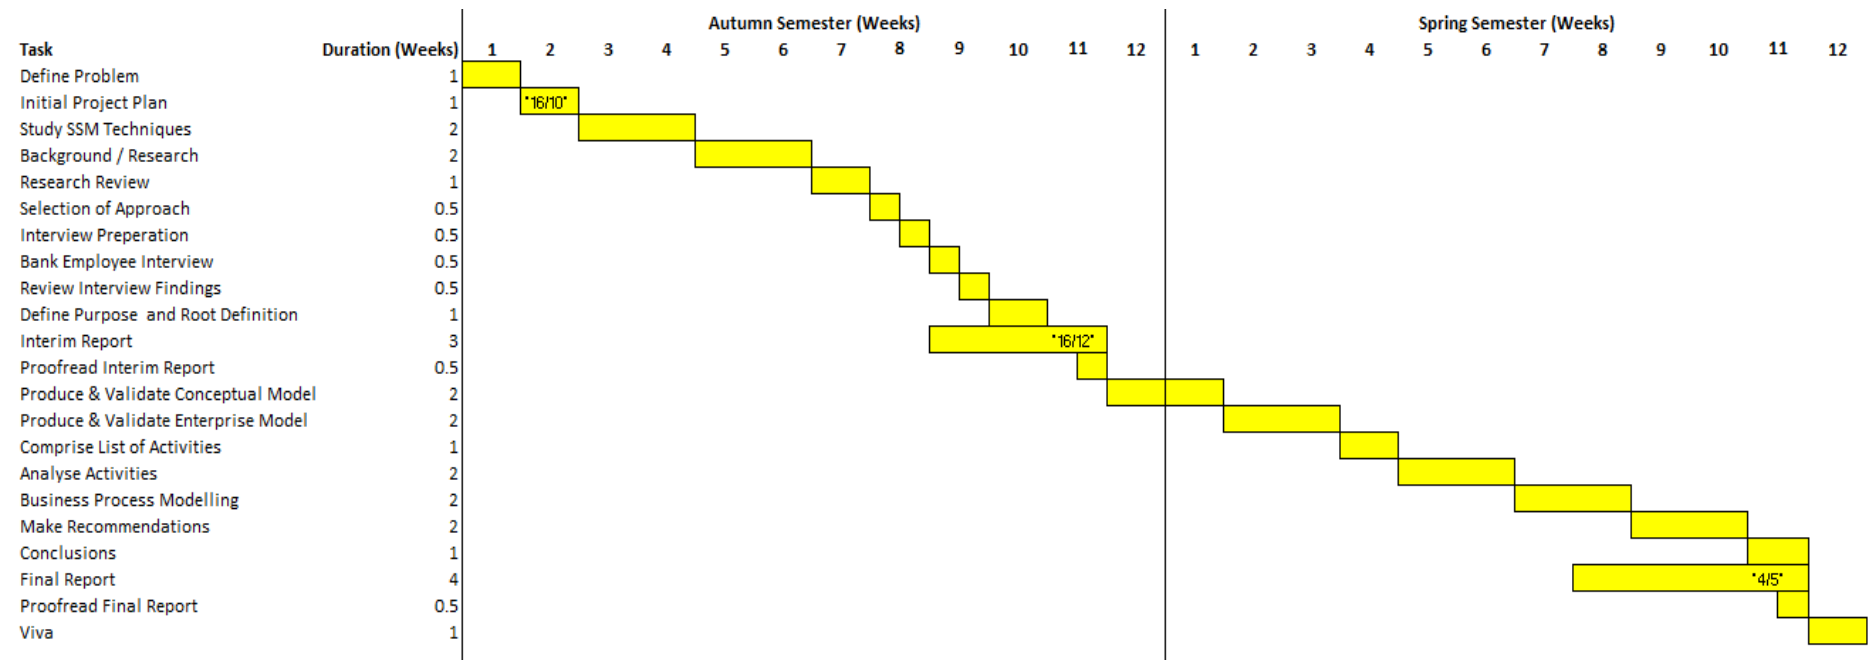 Autumn Semester (Weeks) Spring Semester (Weeks)
Task Duration (Weeks) 1 2 3 4 5 6 7 8 9 10 11 12 1 2 3 4 5 6 7 8 9 10 11 12
Define Problem 1
Initial Project Plan 1 "16/10"
Study SSM Techniques 2
Background / Research 2
Research Review 1
Selection of Approach 0.5
Interview Preperation 0.5
Bank Employee Interview 0.5
Review Interview Findings 0.5
Define Purpose and Root Definition 1
Interim Report 3 "16/12"
Proofread Interim Report 0.5
Produce & Validate Conceptual Model 2
Produce & Validate Enterprise Model 2
Comprise List of Activities 1
Analyse Activities 2
Business Process Modelling 2
Make Recommendations 2
Conclusions 1
Final Report 4 "4/5"
Proofread Final Report 0.5
Viva 1